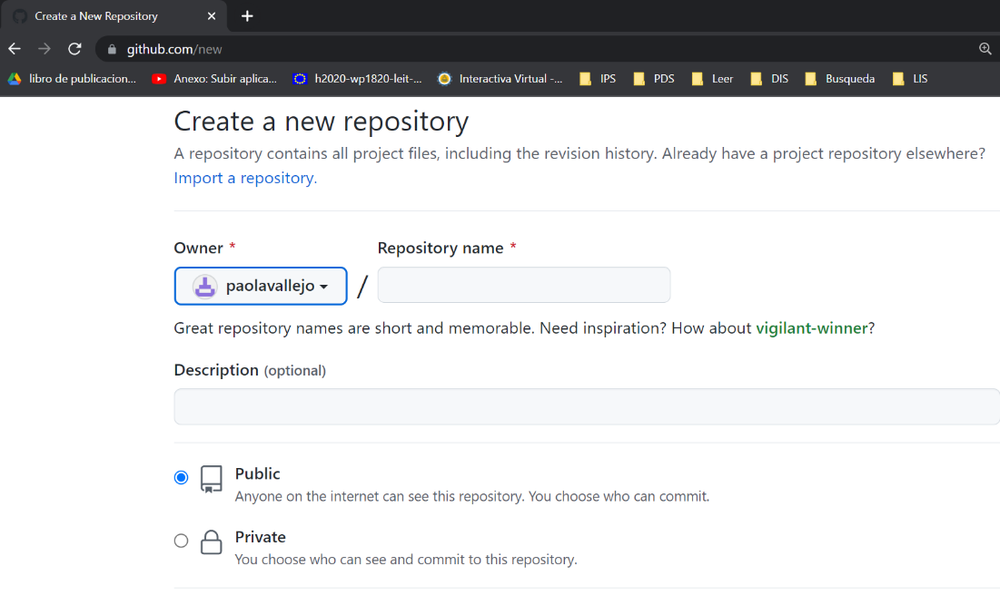 Create a New Repository
github.com/new
libro de publicacion... Anexo: Subir aplica... h2020-wp1820-leit-... Interactiva Virtual -... IPS PDS Leer DIS Busqueda LIS
Create a new repository
A repository contains all project files, including the revision history. Already have a project repository elsewhere?
Import a repository.
Owner * Repository name *
paolavallejo /
Great repository names are short and memorable. Need inspiration? How about vigilant-winner?
Description (optional)
Public
Anyone on the internet can see this repository. You choose who can commit.
Private
You choose who can see and commit to this repository.